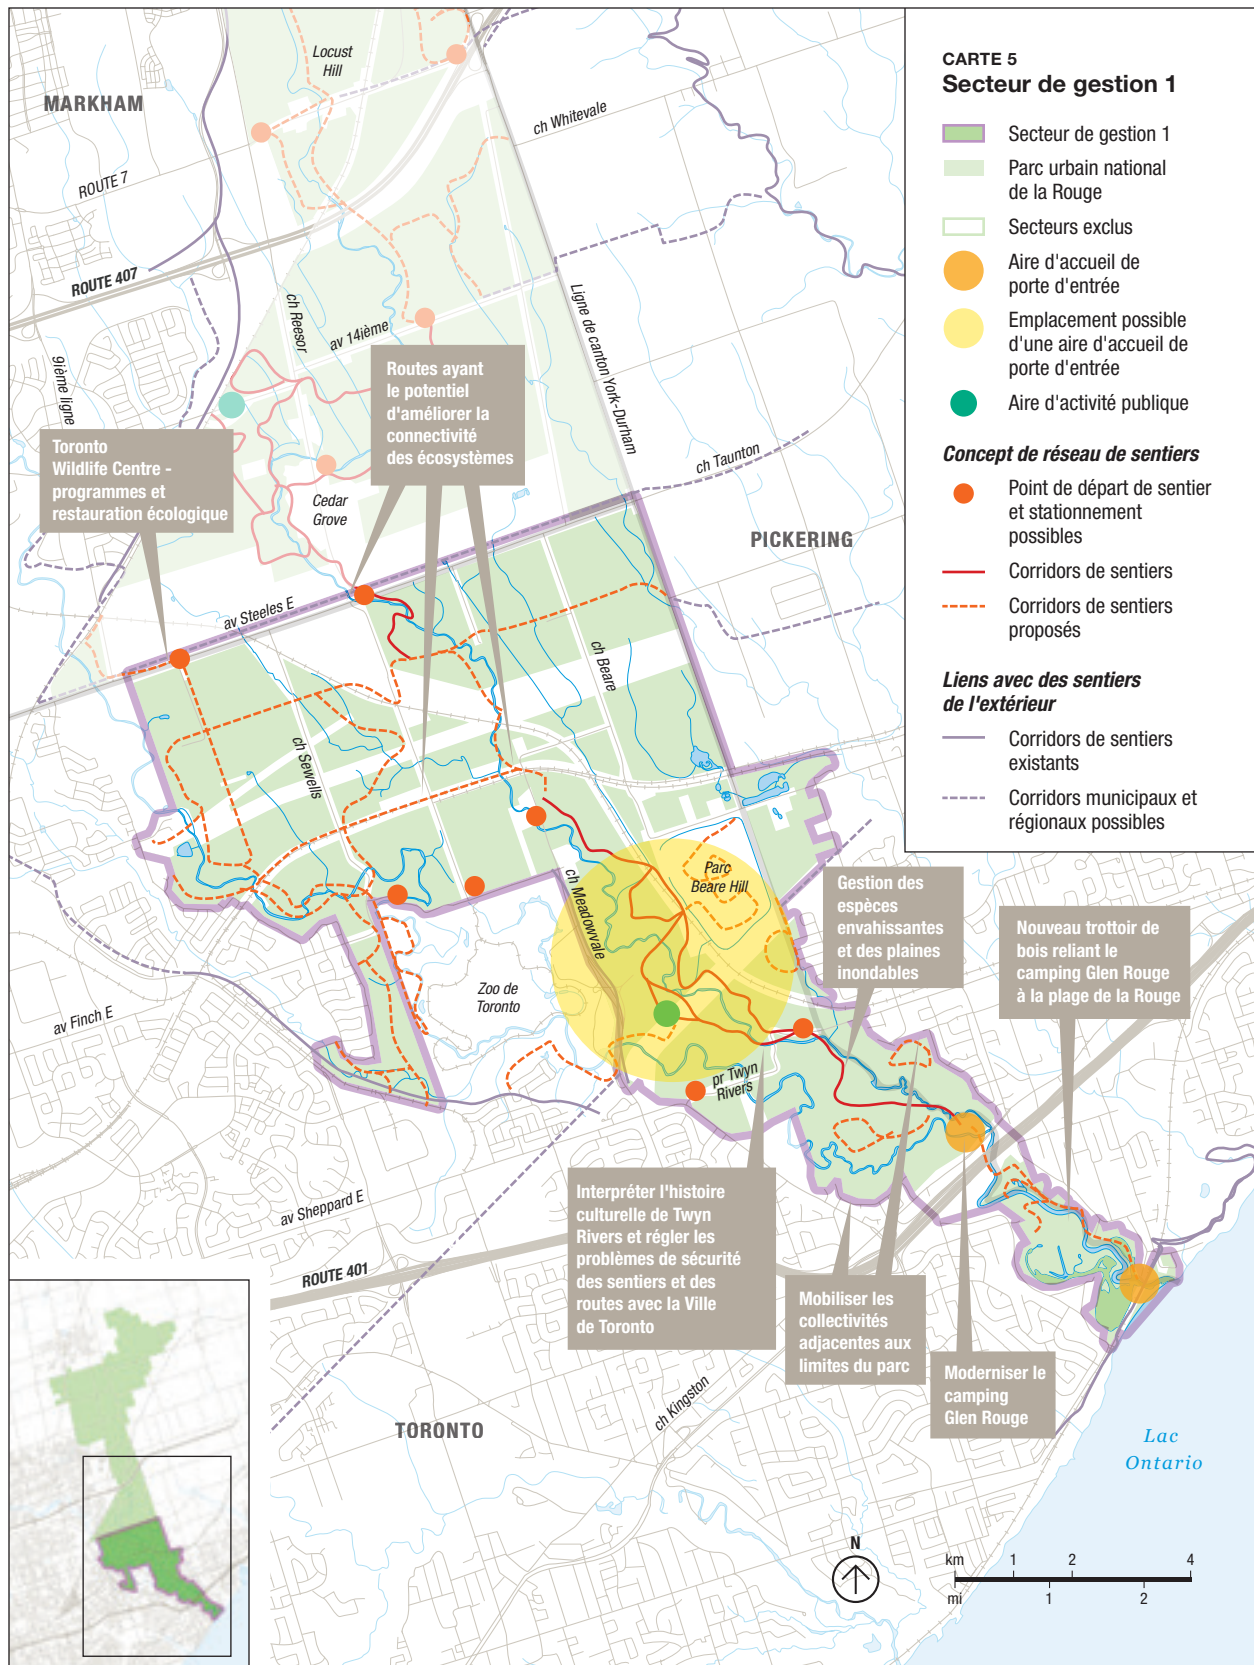 CARTE 5
Secteur de gestion 1
Secteur de gestion 1
Parc urbain national
de la Rouge
Secteurs exclus
Aire d'accueil de
porte d'entrée
Emplacement possible
d'une aire d'accueil de
porte d'entrée
Aire d'activité publique
Concept de réseau de sentiers
Point de départ de sentier
et stationnement
possibles
Corridors de sentiers
Corridors de sentiers
proposés
Liens avec des sentiers
de l'extérieur
Corridors de sentiers
existants
Corridors municipaux et
régionaux possibles
Locust
Hill
MARKHAM
ch Whitevale
ROUTE 7
ROUTE 407
ch Reesor
av 14ième
Ligne de canton York-Durham
9ième ligne
Routes ayant
le potentiel
d'améliorer la
connectivité
des écosystèmes
Toronto
Wildlife Centre -
programmes et
restauration écologique
Cedar
Grove
ch Taunton
PICKERING
av Steeles E
ch Beare
ch Sewells
Parc
Beare Hill
ch Meadowvale
Gestion des
espèces
envahissantes
et des plaines
inondables
Nouveau trottoir de
bois reliant le
camping Glen Rouge
à la plage de la Rouge
Zoo de
Toronto
av Finch E
pr Twyn
Rivers
Interpréter l'histoire
culturelle de Twyn
Rivers et régler les
problèmes de sécurité
des sentiers et des
routes avec la Ville
de Toronto
av Sheppard E
ROUTE 401
Mobiliser les
collectivités
adjacentes aux
limites du parc
Moderniser le
camping
Glen Rouge
ch Kingston
TORONTO
Lac
Ontario
N
km 1 2 4
mi 1 2